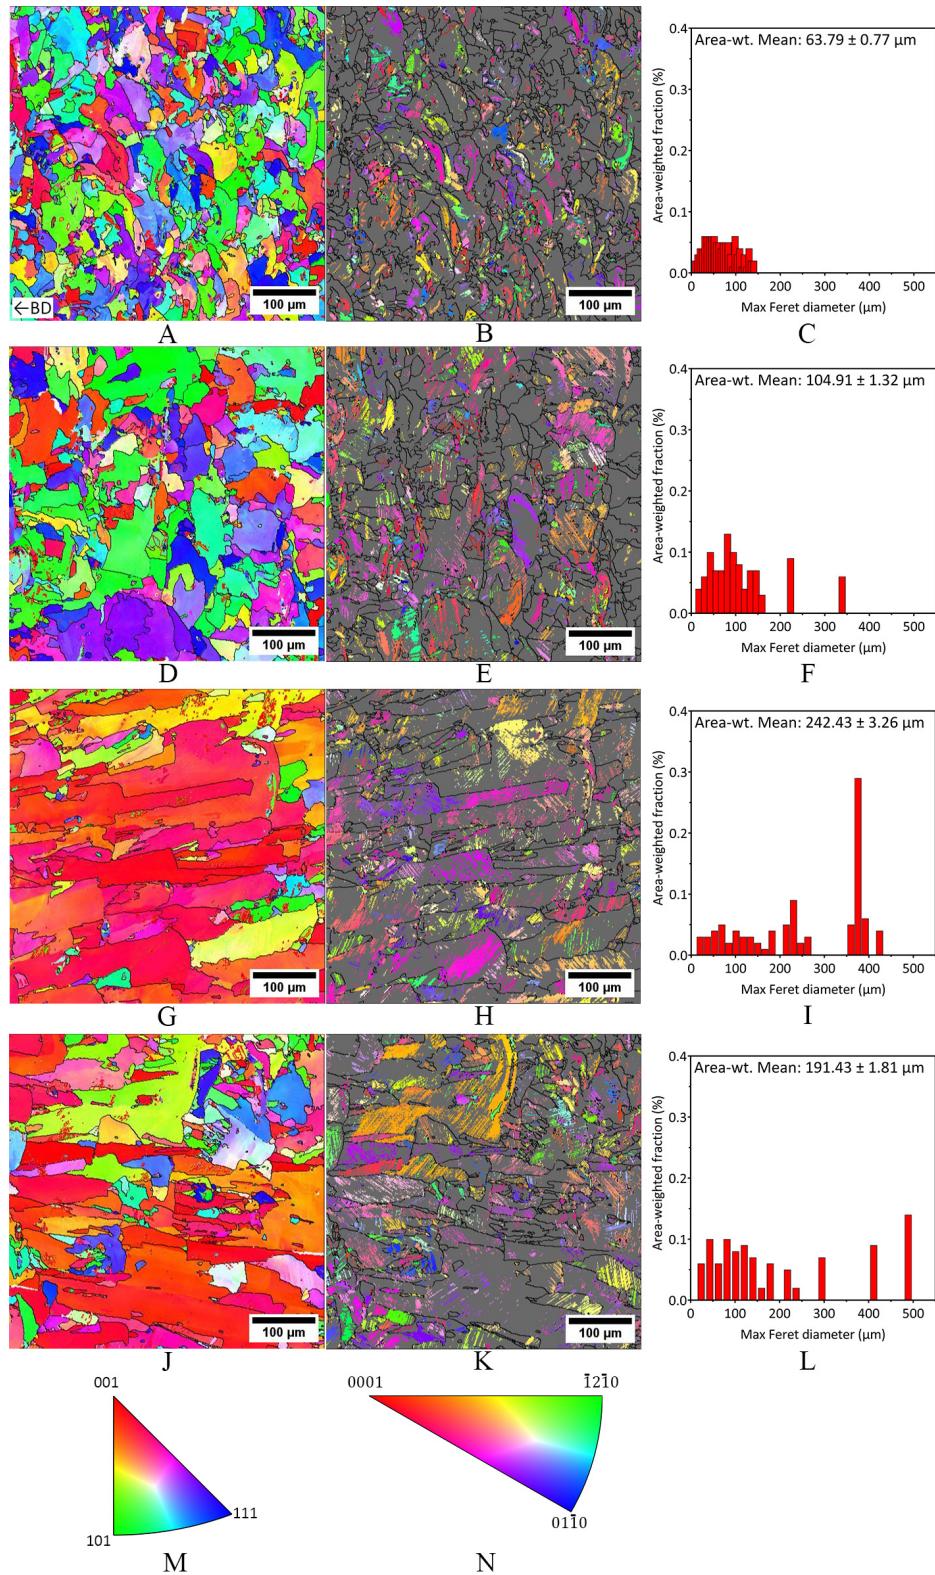 ←BD
100 µm
A
100 µm
B
Area-wt. Mean: 63.79 ± 0.77 µm
Area-weighted fraction (%)
0.4
0.3
0.2
0.1
0.0
0 100 200 300 400 500
Max Feret diameter (µm)
C
100 µm
D
100 µm
E
Area-wt. Mean: 104.91 ± 1.32 µm
Area-weighted fraction (%)
0.4
0.3
0.2
0.1
0.0
0 100 200 300 400 500
Max Feret diameter (µm)
F
100 µm
G
100 µm
H
Area-wt. Mean: 242.43 ± 3.26 µm
Area-weighted fraction (%)
0.4
0.3
0.2
0.1
0.0
0 100 200 300 400 500
Max Feret diameter (µm)
I
100 µm
J
100 µm
K
Area-wt. Mean: 191.43 ± 1.81 µm
Area-weighted fraction (%)
0.4
0.3
0.2
0.1
0.0
0 100 200 300 400 500
Max Feret diameter (µm)
L
001
101
111
M
0001
1̅21̅0
011̅0
N